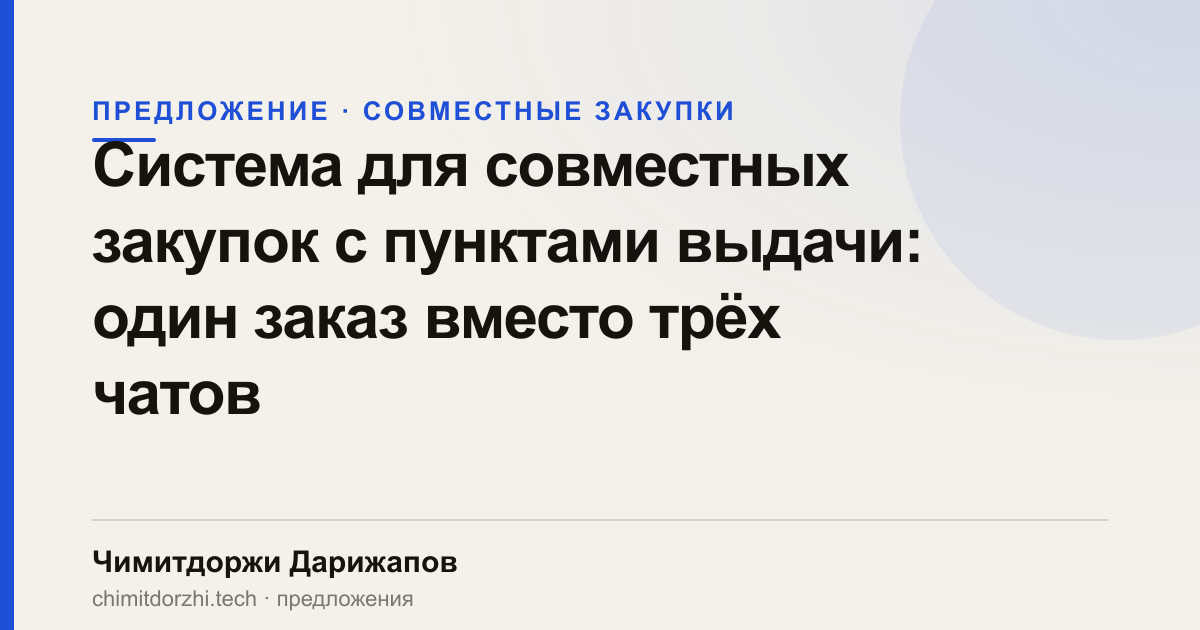 ПРЕДЛОЖЕНИЕ · СОВМЕСТНЫЕ ЗАКУПКИ
Система для совместных
закупок с пунктами выдачи:
один заказ вместо трёх
чатов
Чимитдоржи Дарижапов
chimitdorzhi.tech · предложения